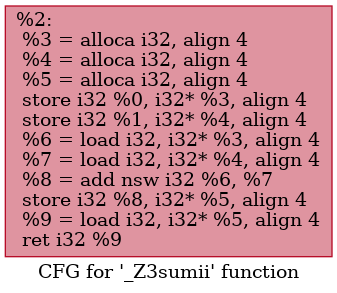 %2:
%3 = alloca i32, align 4
%4 = alloca i32, align 4
%5 = alloca i32, align 4
store i32 %0, i32* %3, align 4
store i32 %1, i32* %4, align 4
%6 = load i32, i32* %3, align 4
%7 = load i32, i32* %4, align 4
%8 = add nsw i32 %6, %7
store i32 %8, i32* %5, align 4
%9 = load i32, i32* %5, align 4
ret i32 %9
CFG for '_Z3sumii' function